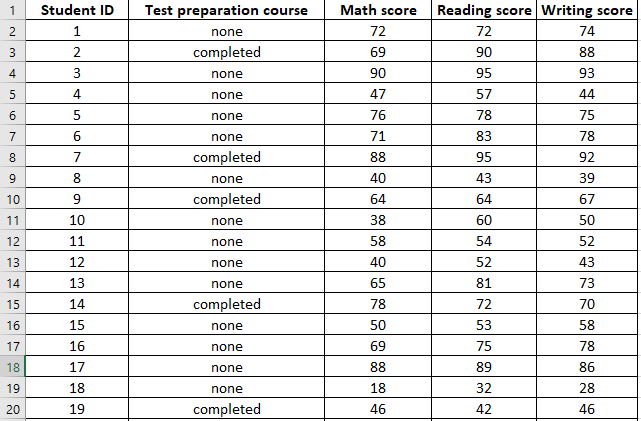 1 Student ID Test preparation course Math score Reading score Writing score
2 1 none 72 72 74
3 2 completed 69 90 88
4 3 none 90 95 93
5 4 none 47 57 44
6 5 none 76 78 75
7 6 none 71 83 78
8 7 completed 88 95 92
9 8 none 40 43 39
10 9 completed 64 64 67
11 10 none 38 60 50
12 11 none 58 54 52
13 12 none 40 52 43
14 13 none 65 81 73
15 14 completed 78 72 70
16 15 none 50 53 58
17 16 none 69 75 78
18 17 none 88 89 86
19 18 none 18 32 28
20 19 completed 46 42 46